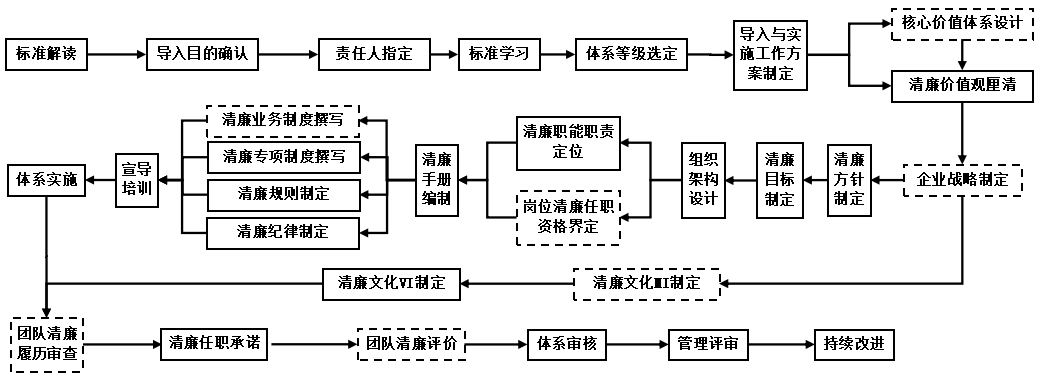 核心价值体系设计
标准解读
导入目的确认
责任人指定
标准学习
体系等级选定
导入与实
施工作方
案制定
清廉价值观厘清
清廉业务制度撰写
清廉专项制度撰写
清廉规则制定
清廉纪律制定
体系实施
宣导
培训
清廉
手册
编制
清廉职能职责
定位
岗位清廉任职
资格界定
组织
架构
设计
清廉
目标
制定
清廉
方针
制定
企业战略制定
清廉文化VI制定
清廉文化MI制定
团队清廉
履历审查
清廉任职承诺
团队清廉评价
体系审核
管理评审
持续改进